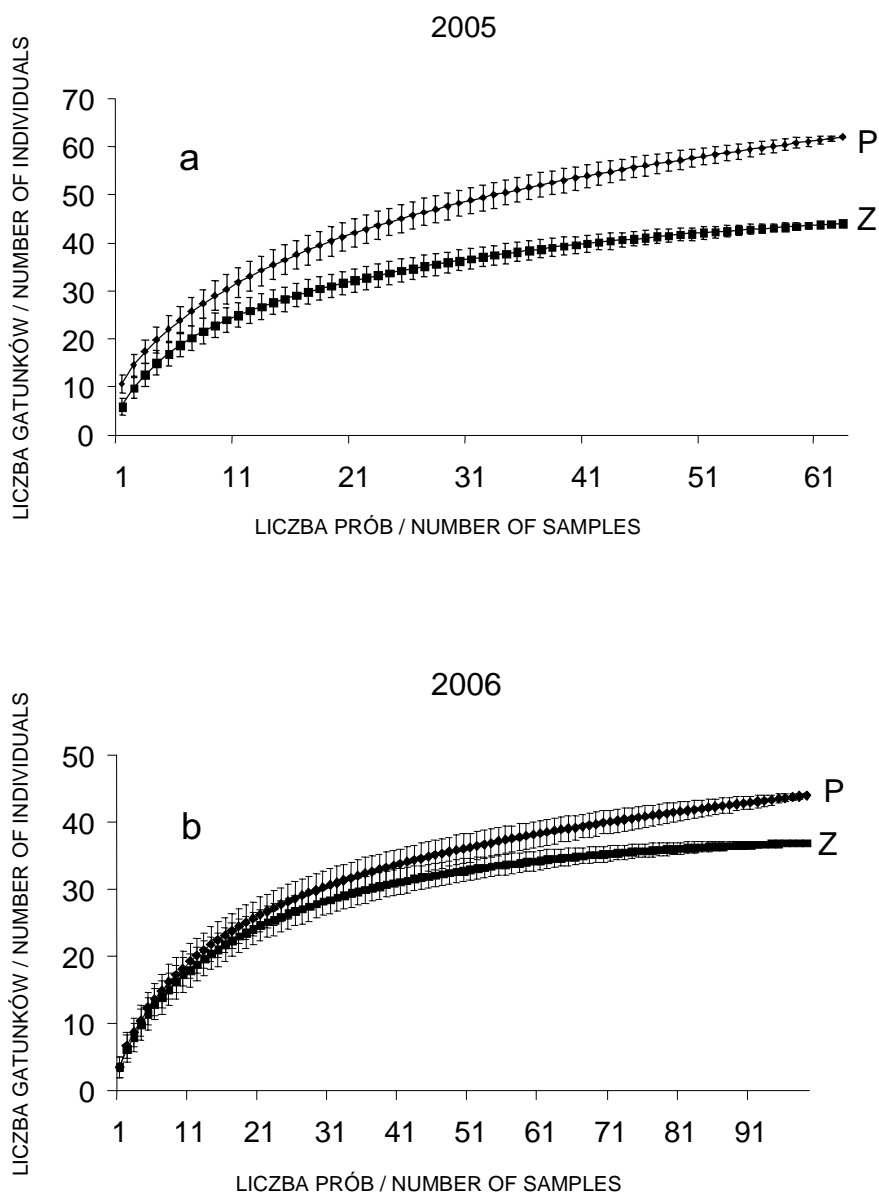 2005
LICZBA GATUNKÓW / NUMBER OF INDIVIDUALS
70
60
50
40
30
20
10
0
a
P
Z
1 11 21 31 41 51 61
LICZBA PRÓB / NUMBER OF SAMPLES
2006
LICZBA GATUNKÓW / NUMBER OF INDIVIDUALS
50
40
30
20
10
0
b
P
Z
1 11 21 31 41 51 61 71 81 91
LICZBA PRÓB / NUMBER OF SAMPLES